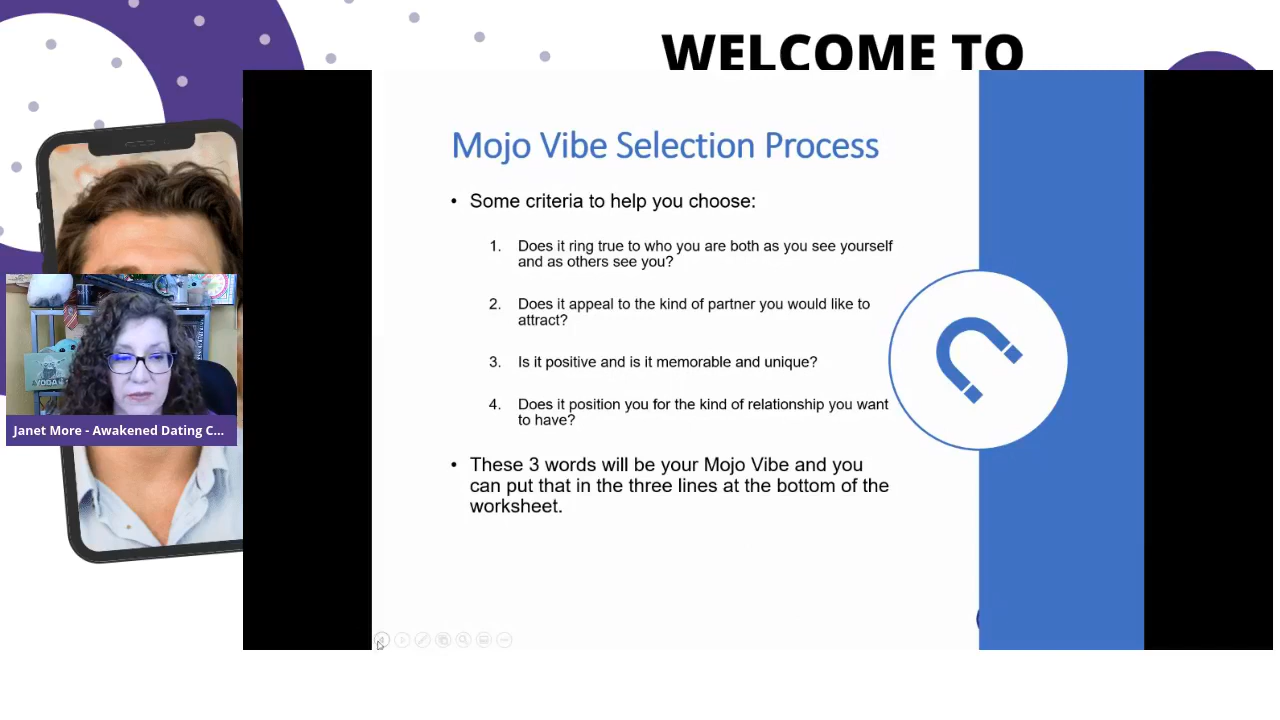 WELCOME TO
Mojo Vibe Selection Process
• Some criteria to help you choose:
1. Does it ring true to who you are both as you see yourself
and as others see you?
2. Does it appeal to the kind of partner you would like to
attract?
3. Is it positive and is it memorable and unique?
4. Does it position you for the kind of relationship you want
to have?
• These 3 words will be your Mojo Vibe and you
can put that in the three lines at the bottom of the
worksheet.
YODA
Janet More - Awakened Dating C...